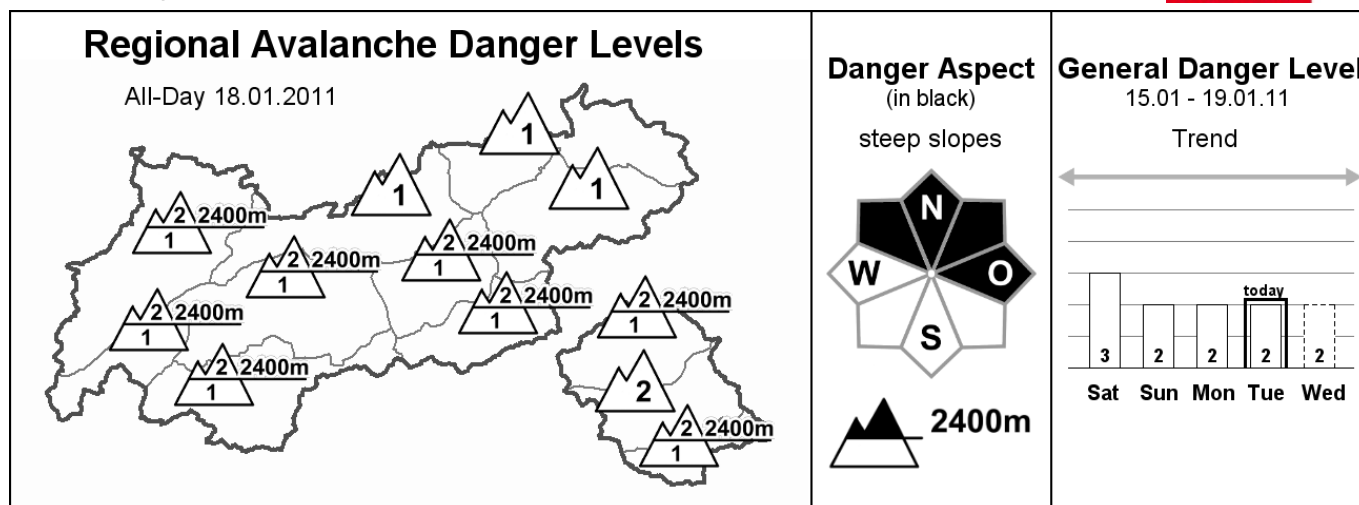 Regional Avalanche Danger Levels
All-Day 18.01.2011
1
1
1
2 2400m
1
2 2400m
1
2 2400m
1
2 2400m
1
2 2400m
1
2 2400m
1
2 2400m
1
2
2 2400m
1
Danger Aspect
(in black)
steep slopes
N
W
O
S
2400m
General Danger Level
15.01 - 19.01.11
Trend
today
3 2 2 2 2
Sat Sun Mon Tue Wed